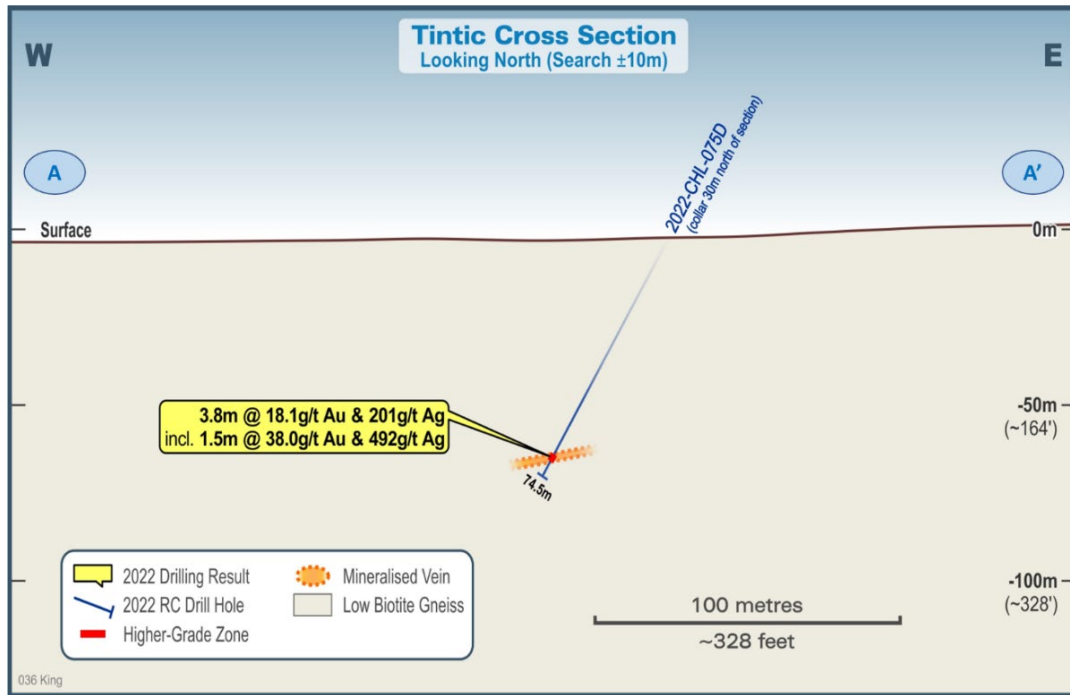 Tintic Cross Section
Looking North (Search ±10m)
W
E
2022-CHL-075D
(collar 30m north of section)
A
A'
Surface
0m
3.8m @ 18.1g/t Au & 201g/t Ag
incl. 1.5m @ 38.0g/t Au & 492g/t Ag
-50m
(~164')
74.5m
2022 Drilling Result
Mineralised Vein
2022 RC Drill Hole
Low Biotite Gneiss
Higher-Grade Zone
-100m
(~328')
100 metres
~328 feet
036 King